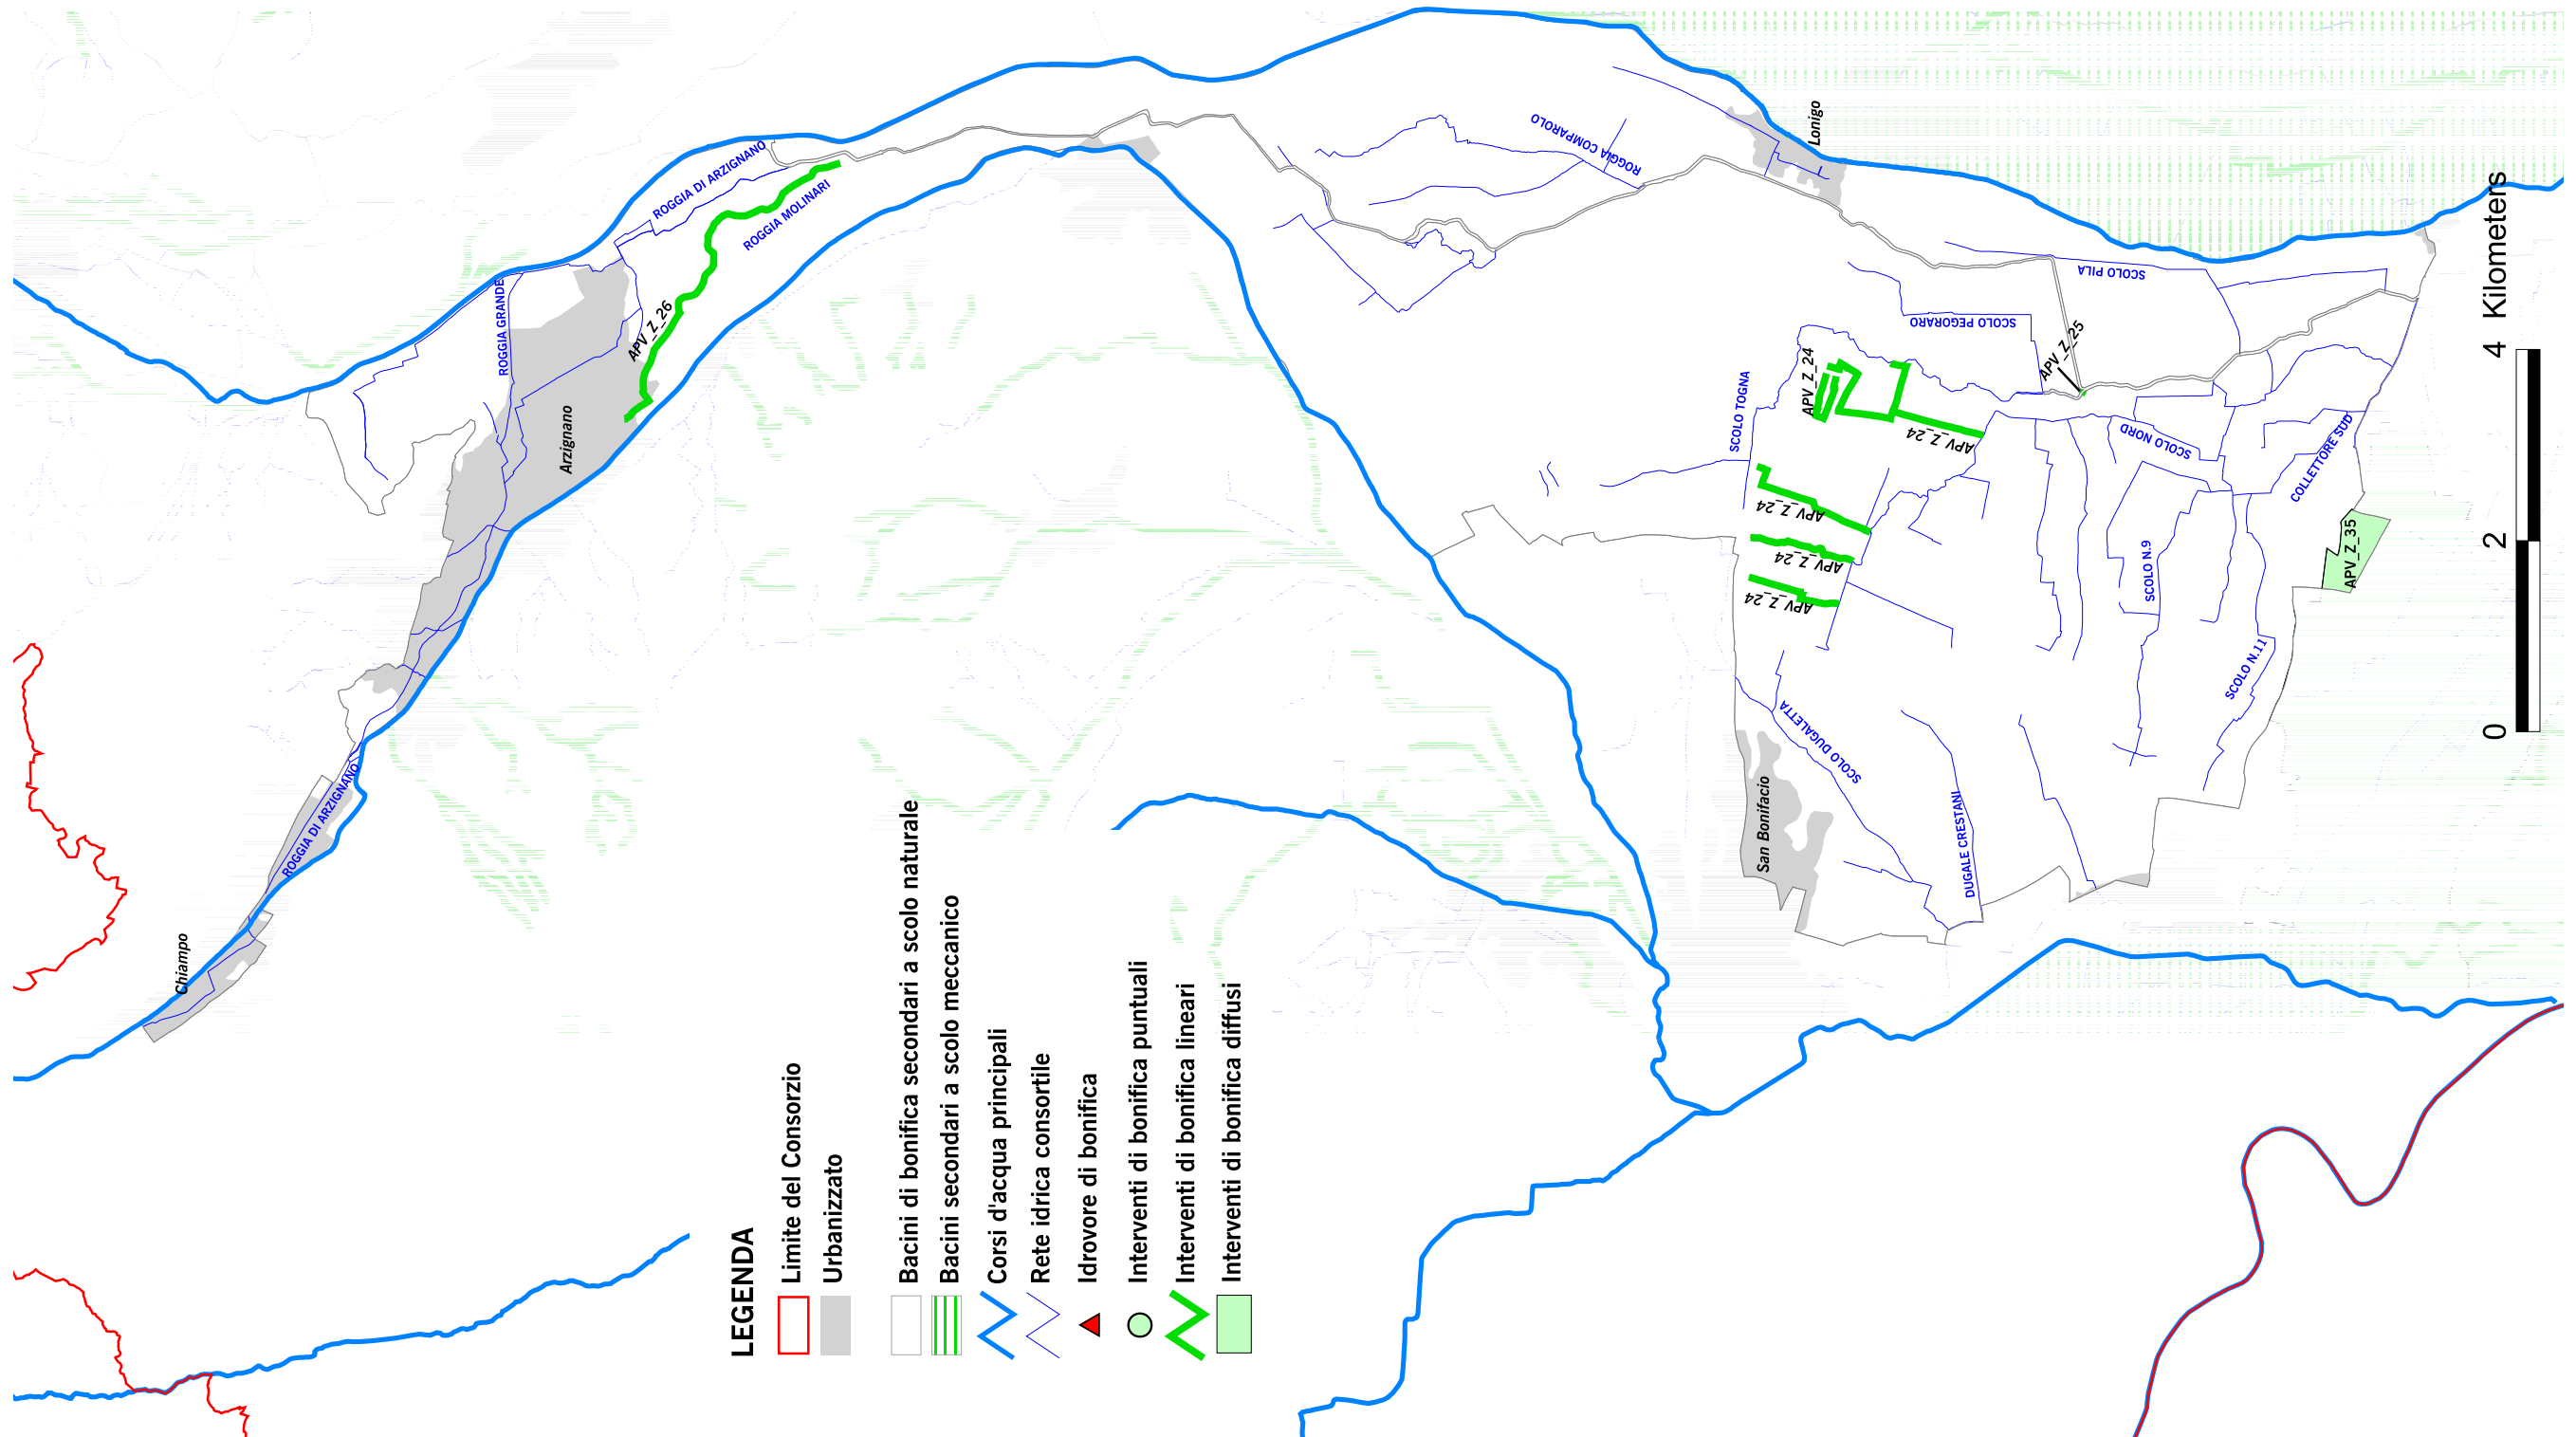 LEGENDA
Limite del Consorzio
Urbanizzato
Bacini di bonifica secondari a scolo naturale
Bacini secondari a scolo meccanico
Corsi d'acqua principali
Rete idrica consortile
Idrovore di bonifica
Interventi di bonifica puntuali
Interventi di bonifica lineari
Interventi di bonifica diffusi
Chiampo
ROGGIA DI ARZIGNANO
Arzignano
ROGGIA GRANDE
ROGGIA DI ARZIGNANO
ROGGIA MOLINARI
APV_Z_26
ROGGIA COMPAROLO
Lonigo
SCOLO PILA
SCOLO PEGORARO
APV_Z_25
SCOLO TOGNA
APV_Z_24
APV_Z_24
APV_Z_24
APV_Z_24
APV_Z_24
SCOLO NORD
COLLETTORE SUD
APV_Z_35
SCOLO N.9
SCOLO N.11
SCOLO DUGALETTA
San Bonifacio
DUGALE CRESTANI
0 2 4 Kilometers